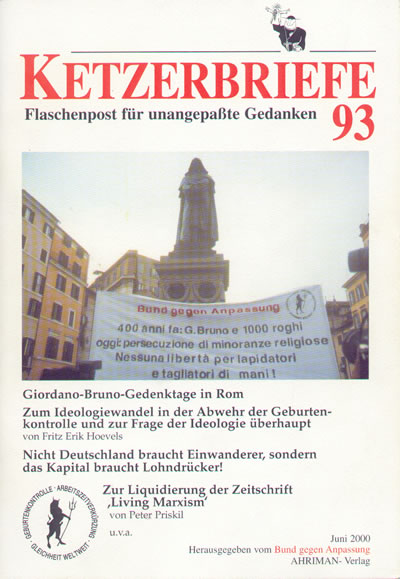 KETZERBRIEFE
Flaschenpost für unangepaßte Gedanken
93
Bund gegen Anpassung
400 anni fa: G. Bruno e 1000 roghi
oggi: persecuzione di minoranze religiose
Nessuna libertà per lapidatori
e tagliatori di mani!
Giordano-Bruno-Gedenktage in Rom
Zum Ideologiewandel in der Abwehr der Geburten-
kontrolle und zur Frage der Ideologie überhaupt
von Fritz Erik Hoevels
Nicht Deutschland braucht Einwanderer, sondern
das Kapital braucht Lohndrücker!
Zur Liquidierung der Zeitschrift
‚Living Marxism'
von Peter Priskil
u.v.a.
GEBURTENKONTROLLE · ARBEITSZEITVERKÜRZUNG
· GLEICHHEIT WELTWEIT ·
Juni 2000
Herausgegeben vom Bund gegen Anpassung
AHRIMAN- Verlag